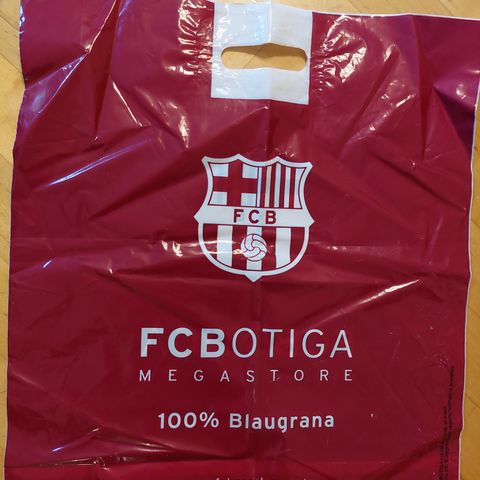 FCB
FCBOTIGA
MEGASTORE
100% Blaugrana